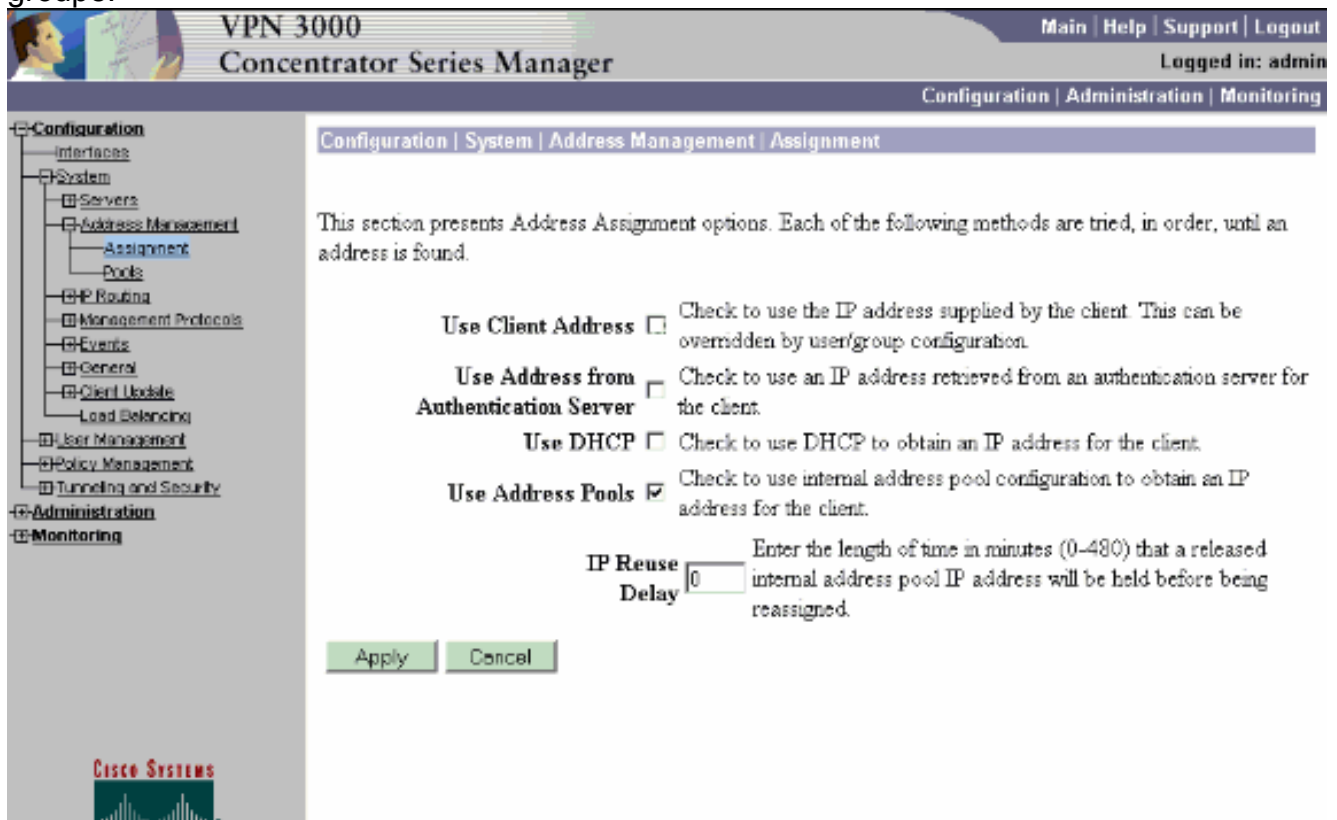 groups.
VPN 3000
Concentrator Series Manager
Main | Help | Support | Logout
Logged in: admin
Configuration | Administration | Monitoring
Configuration
Interfaces
System
Servers
Address Management
Assignment
Pools
IP Routing
Management Protocols
Events
General
Client Update
Load Balancing
User Management
Policy Management
Tunneling and Security
Administration
Monitoring
Configuration | System | Address Management | Assignment
This section presents Address Assignment options. Each of the following methods are tried, in order, until an
address is found.
Use Client Address
Check to use the IP address supplied by the client. This can be
overridden by user/group configuration.
Use Address from
Authentication Server
Check to use an IP address retrieved from an authentication server for
the client.
Use DHCP
Check to use DHCP to obtain an IP address for the client.
Use Address Pools
Check to use internal address pool configuration to obtain an IP
address for the client.
IP Reuse
Delay
0
Enter the length of time in minutes (0-480) that a released
internal address pool IP address will be held before being
reassigned.
Apply
Cancel
CISCO SYSTEMS